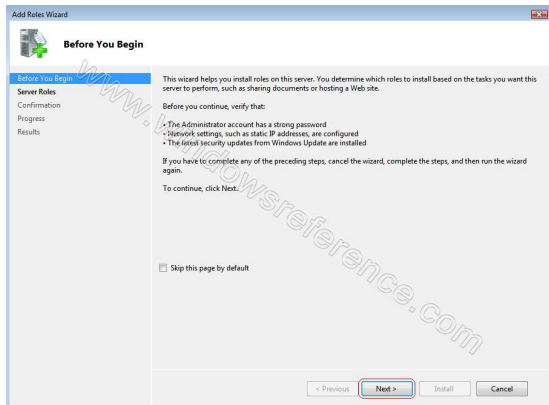 Add Roles Wizard
Before You Begin
Before You Begin
Server Roles
Confirmation
Progress
Results
This wizard helps you install roles on this server. You determine which roles to install based on the tasks you want this
server to perform, such as sharing documents or hosting a Web site.
Before you continue, verify that:
• The Administrator account has a strong password
• Network settings, such as static IP addresses, are configured
• The latest security updates from Windows Update are installed
If you have to complete any of the preceding steps, cancel the wizard, complete the steps, and then run the wizard
again.
To continue, click Next.
Skip this page by default
< Previous
Next >
Install
Cancel
www.windowsreference.com